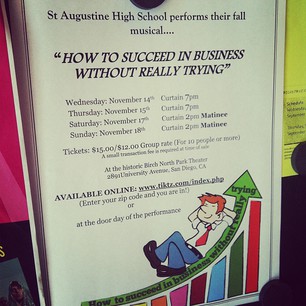 St Augustine High School performs their fall
musical....
"HOW TO SUCCEED IN BUSINESS
WITHOUT REALLY TRYING"
Wednesday: November 14th Curtain 7pm
Thursday: November 15th Curtain 7pm
Saturday: November 17th Curtain 2pm Matinee
Sunday: November 18th Curtain 2pm Matinee
Tickets: $15.00/$12.00 Group rate (For 10 people or more)
A small transaction fee is required at time of sale
At the historic Birch North Park Theater
2891University Avenue, San Diego, CA
AVAILABLE ONLINE: www.tiktz.com/index.php
(Enter your zip code and you are in!)
or
at the door day of the performance
How to succeed in business without really trying